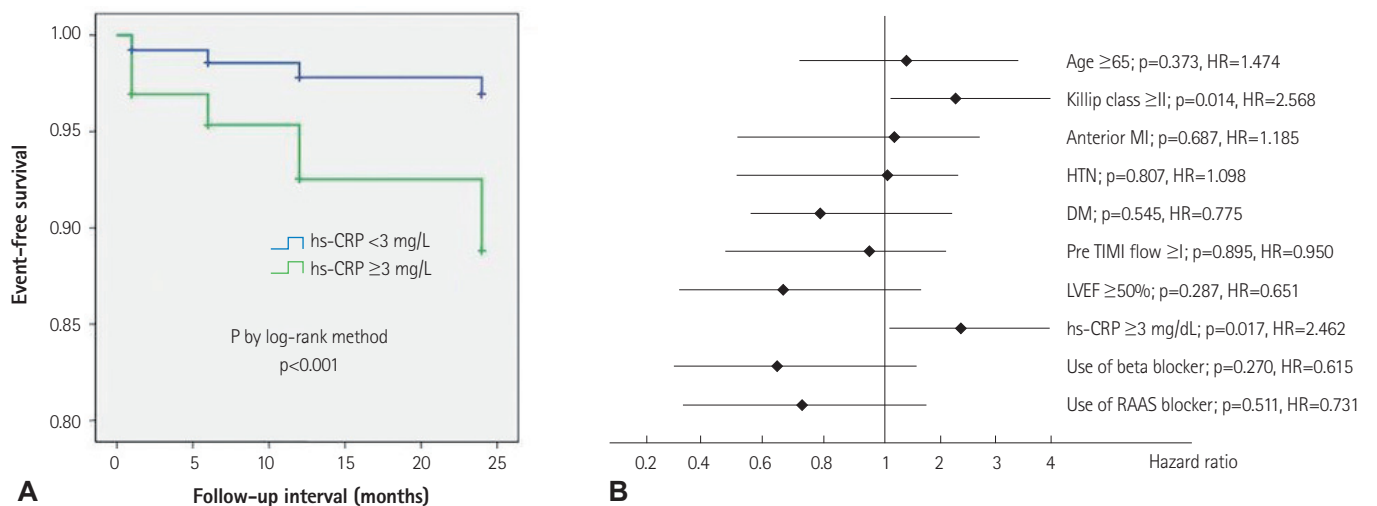 1.00
0.95
0.90
0.85
0.80
Event-free survival
hs-CRP <3 mg/L
hs-CRP ≥3 mg/L
P by log-rank method
p<0.001
0 5 10 15 20 25
Follow-up interval (months)
A
Age ≥65; p=0.373, HR=1.474
Killip class ≥II; p=0.014, HR=2.568
Anterior MI; p=0.687, HR=1.185
HTN; p=0.807, HR=1.098
DM; p=0.545, HR=0.775
Pre TIMI flow ≥I; p=0.895, HR=0.950
LVEF ≥50%; p=0.287, HR=0.651
hs-CRP ≥3 mg/dL; p=0.017, HR=2.462
Use of beta blocker; p=0.270, HR=0.615
Use of RAAS blocker; p=0.511, HR=0.731
0.2 0.4 0.6 0.8 1 2 3 4
Hazard ratio
B